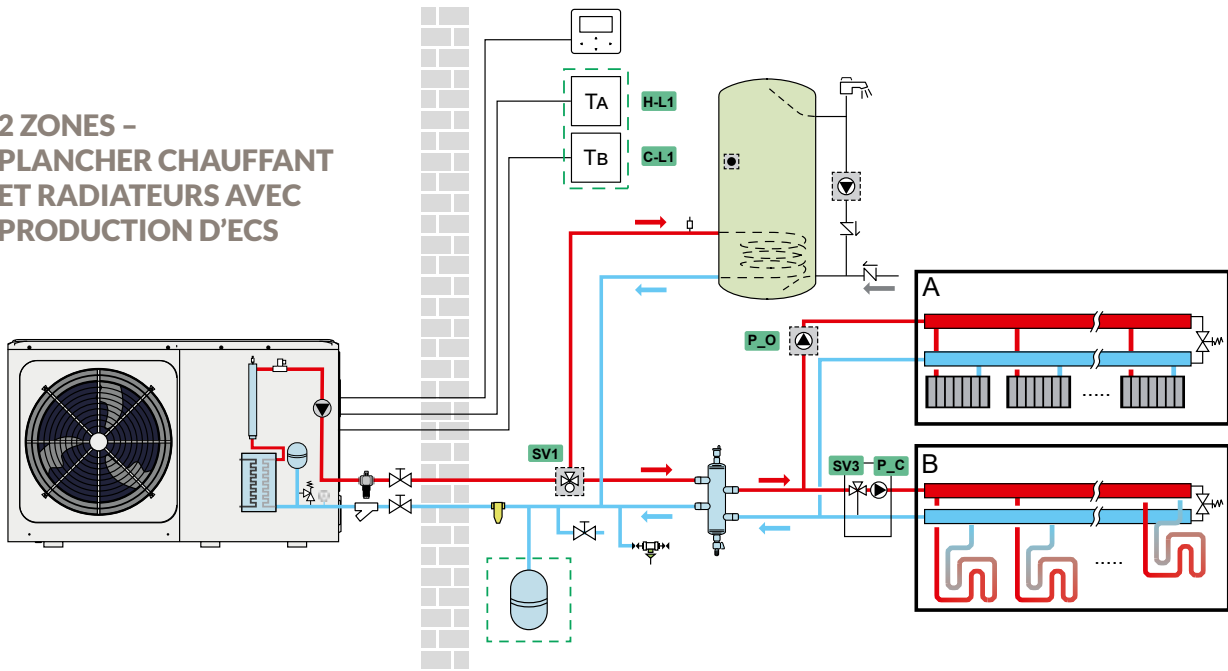 2 ZONES –
PLANCHER CHAUFFANT
ET RADIATEURS AVEC
PRODUCTION D'ECS
TA
H-L1
TB
C-L1
A
P_O
SV1
SV3
P_C
B